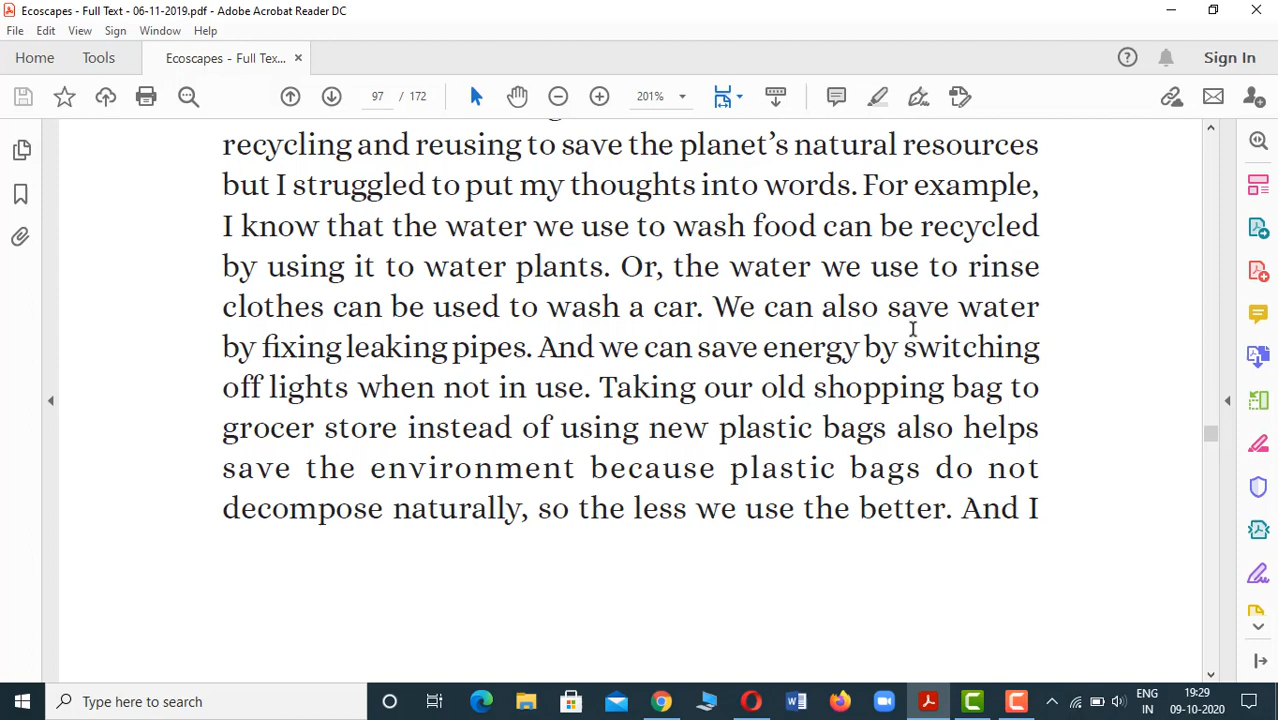 Ecoscapes - Full Text - 06-11-2019.pdf - Adobe Acrobat Reader DC
File Edit View Sign Window Help
Home Tools Ecoscapes - Full Tex... × Sign In
97 / 172 201%
recycling and reusing to save the planet's natural resources
but I struggled to put my thoughts into words. For example,
I know that the water we use to wash food can be recycled
by using it to water plants. Or, the water we use to rinse
clothes can be used to wash a car. We can also save water
by fixing leaking pipes. And we can save energy by switching
off lights when not in use. Taking our old shopping bag to
grocer store instead of using new plastic bags also helps
save the environment because plastic bags do not
decompose naturally, so the less we use the better. And I
Type here to search
ENG
IN
19:29
09-10-2020